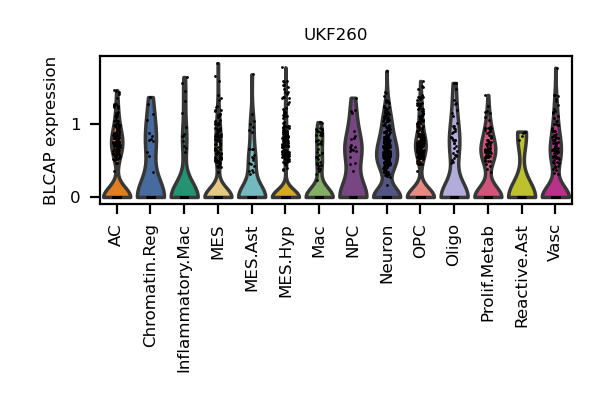 UKF260
BLCAP expression
1
0
AC
Chromatin.Reg
Inflammatory.Mac
MES
MES.Ast
MES.Hyp
Mac
NPC
Neuron
OPC
Oligo
Prolif.Metab
Reactive.Ast
Vasc